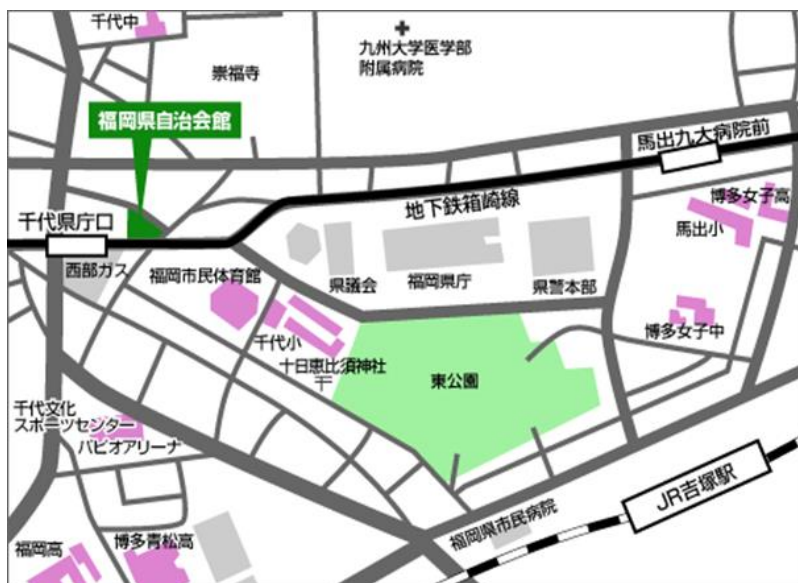 千代中
崇福寺
九州大学医学部
附属病院
福岡県自治会館
馬出九大病院前
千代県庁口
地下鉄箱崎線
博多女子高
馬出小
西部ガス
福岡市民体育館
県議会
福岡県庁
県警本部
千代小
十日恵比須神社
東公園
博多女子中
千代文化
スポーツセンター
パピオアリーナ
JR吉塚駅
福岡県市民病院
福岡高
博多青松高